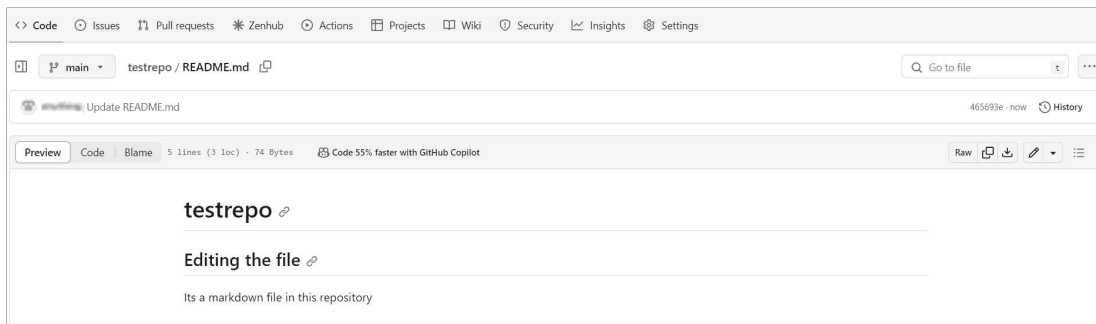 Code Issues Pull requests Zenhub Actions Projects Wiki Security Insights Settings
main testrepo / README.md Go to file t
Update README.md 465693e · now History
Preview Code Blame 5 lines (3 loc) · 74 Bytes Code 55% faster with GitHub Copilot Raw
testrepo
Editing the file
Its a markdown file in this repository